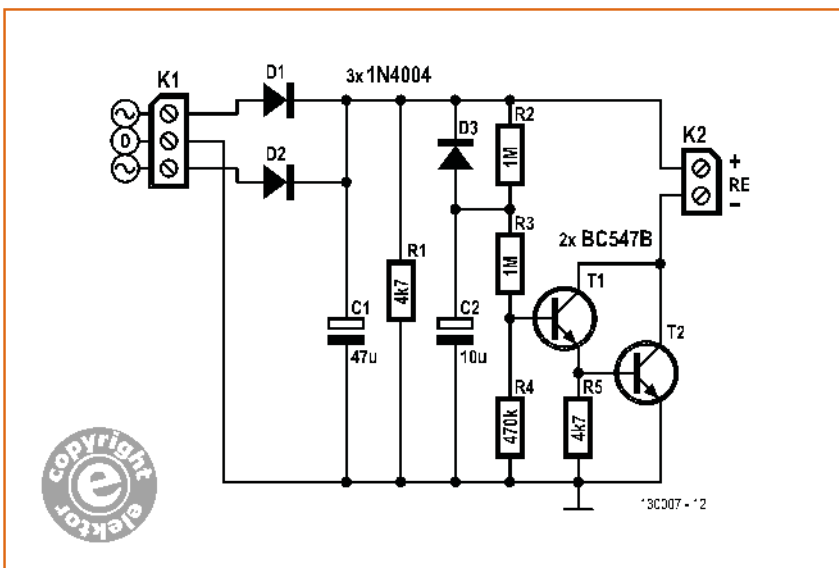 K1
D1
3x 1N4004
0
D2
D3
R2
1M
K2
+
RE
–
R3
1M
2x BC547B
R1
4k7
T1
C1
47u
C2
10u
T2
R4
470k
R5
4k7
copyright
e
elektor
130007 - 12